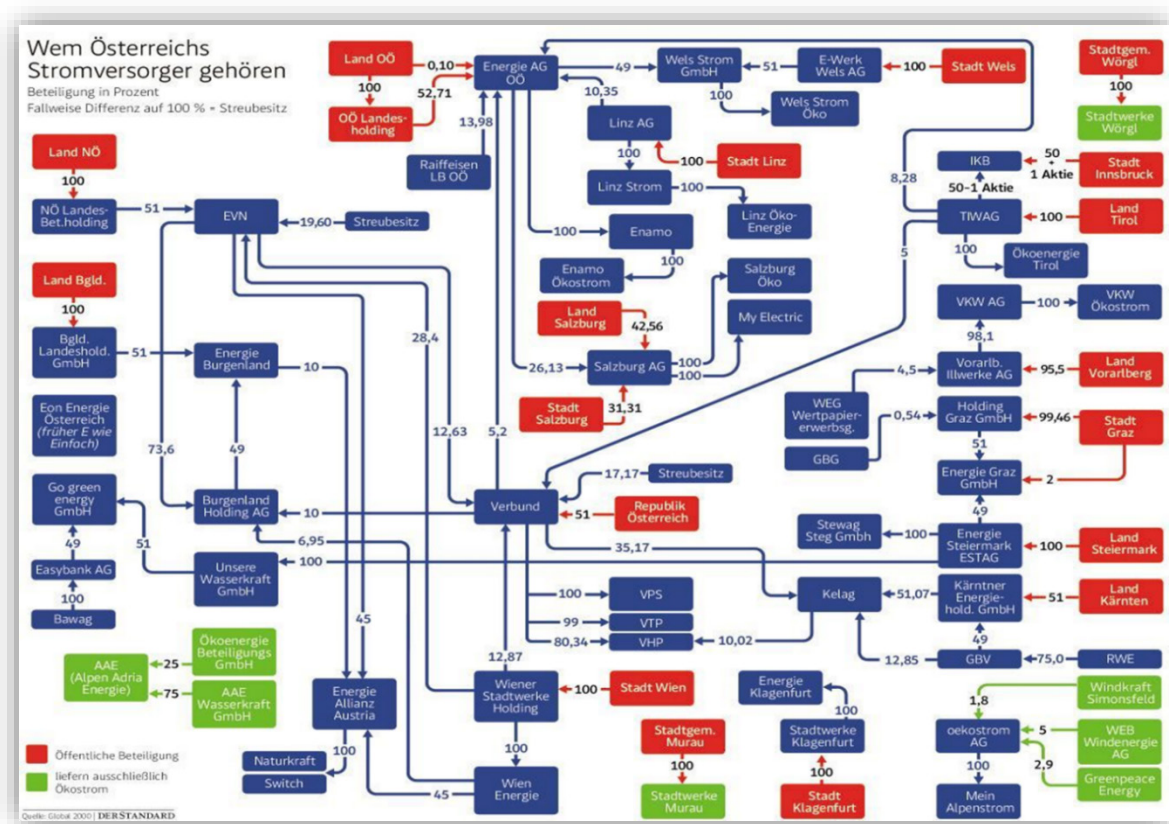 Wem Österreichs
Stromversorger gehören
Beteiligung in Prozent
Fallweise Differenz auf 100 % = Streubesitz
Land OÖ
0,10
100
52,71
OÖ Landes-
holding
Energie AG
OÖ
49
Wels Strom
GmbH
51
E-Werk
Wels AG
100
Stadt Wels
100
Wels Strom
Öko
10,35
Linz AG
100
Stadt Linz
100
Linz Strom
100
Linz Öko-
Energie
13,98
Raiffeisen
LB OÖ
Stadtgem.
Wörgl
100
Stadtwerke
Wörgl
IKB
50
+
1 Aktie
Stadt
Innsbruck
50-1 Aktie
8,28
TIWAG
100
Land
Tirol
5
100
Ökoenergie
Tirol
Land NÖ
100
NÖ Landes-
Bet.holding
51
EVN
19,60
Streubesitz
100
Enamo
100
Enamo
Ökostrom
Salzburg
Öko
My Electric
Land
Salzburg
42,56
26,13
Salzburg AG
100
100
Stadt
Salzburg
31,31
VKW AG
100
VKW
Ökostrom
98,1
4,5
Vorarlb.
Illwerke AG
95,5
Land
Vorarlberg
WEG
Wertpapier-
erwerbsg.
0,54
Holding
Graz GmbH
99,46
Stadt
Graz
GBG
51
Energie Graz
GmbH
2
49
Land Bgld.
100
Bgld.
Landeshold.
GmbH
51
Energie
Burgenland
10
28,4
Eon Energie
Österreich
(früher E wie
Einfach)
73,6
49
12,63
5,2
Go green
energy
GmbH
Burgenland
Holding AG
10
Verbund
17,17
Streubesitz
51
Republik
Österreich
Stewag
Steg Gmbh
100
Energie
Steiermark
ESTAG
100
Land
Steiermark
49
51
6,95
35,17
100
Easybank AG
Unsere
Wasserkraft
GmbH
100
Bawag
45
100
VPS
99
VTP
80,34
VHP
10,02
Kelag
51,07
Kärntner
Energie-
hold. GmbH
51
Land
Kärnten
49
12,85
GBV
75,0
RWE
AAE
(Alpen Adria
Energie)
25
Ökoenergie
Beteiligungs
GmbH
75
AAE
Wasserkraft
GmbH
Energie
Allianz
Austria
100
Naturkraft
Switch
12,87
Wiener
Stadtwerke
Holding
100
Stadt Wien
100
Wien
Energie
45
Stadtgem.
Murau
100
Stadtwerke
Murau
Energie
Klagenfurt
100
Stadtwerke
Klagenfurt
100
Stadt
Klagenfurt
1,8
Windkraft
Simonsfeld
oekostrom
AG
5
WEB
Windenergie
AG
2,9
Greenpeace
Energy
100
Mein
Alpenstrom
Öffentliche Beteiligung
liefern ausschließlich
Ökostrom
Quelle: Global 2000 | DERSTANDARD